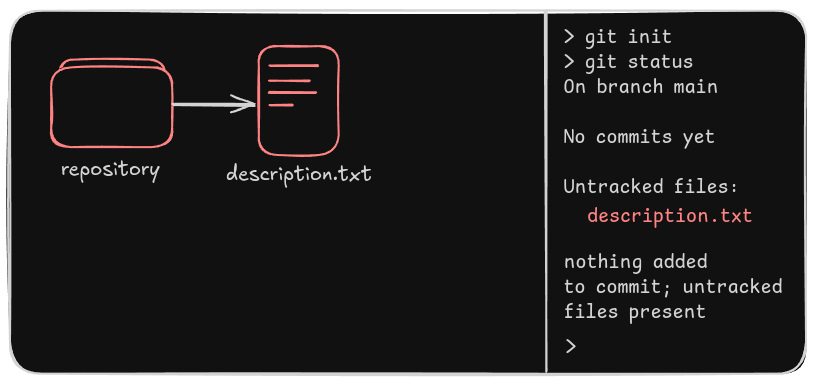 repository
description.txt
> git init
> git status
On branch main
No commits yet
Untracked files:
description.txt
nothing added
to commit; untracked
files present
>